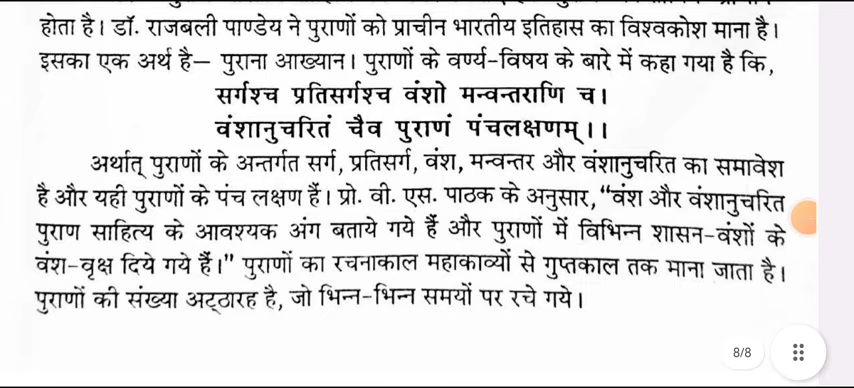 होता है। डॉ. राजबली पाण्डेय ने पुराणों को प्राचीन भारतीय इतिहास का विश्वकोश माना है।
इसका एक अर्थ है— पुराना आख्यान। पुराणों के वर्ण्य-विषय के बारे में कहा गया है कि,
सर्गश्च प्रतिसर्गश्च वंशो मन्वन्तराणि च।
वंशानुचरितं चैव पुराणं पंचलक्षणम्।।
अर्थात् पुराणों के अन्तर्गत सर्ग, प्रतिसर्ग, वंश, मन्वन्तर और वंशानुचरित का समावेश
है और यही पुराणों के पंच लक्षण हैं। प्रो. वी. एस. पाठक के अनुसार, “वंश और वंशानुचरित
पुराण साहित्य के आवश्यक अंग बताये गये हैं और पुराणों में विभिन्न शासन-वंशों के
वंश-वृक्ष दिये गये हैं।" पुराणों का रचनाकाल महाकाव्यों से गुप्तकाल तक माना जाता है।
पुराणों की संख्या अट्ठारह है, जो भिन्न-भिन्न समयों पर रचे गये।
8/8